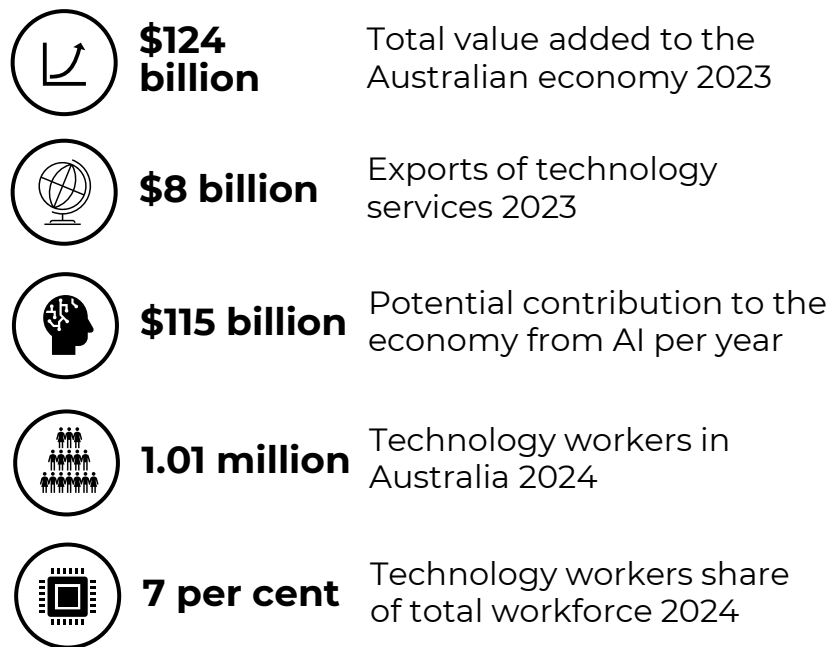 $124
billion
Total value added to the
Australian economy 2023
$8 billion
Exports of technology
services 2023
$115 billion
Potential contribution to the
economy from AI per year
1.01 million
Technology workers in
Australia 2024
7 per cent
Technology workers share
of total workforce 2024